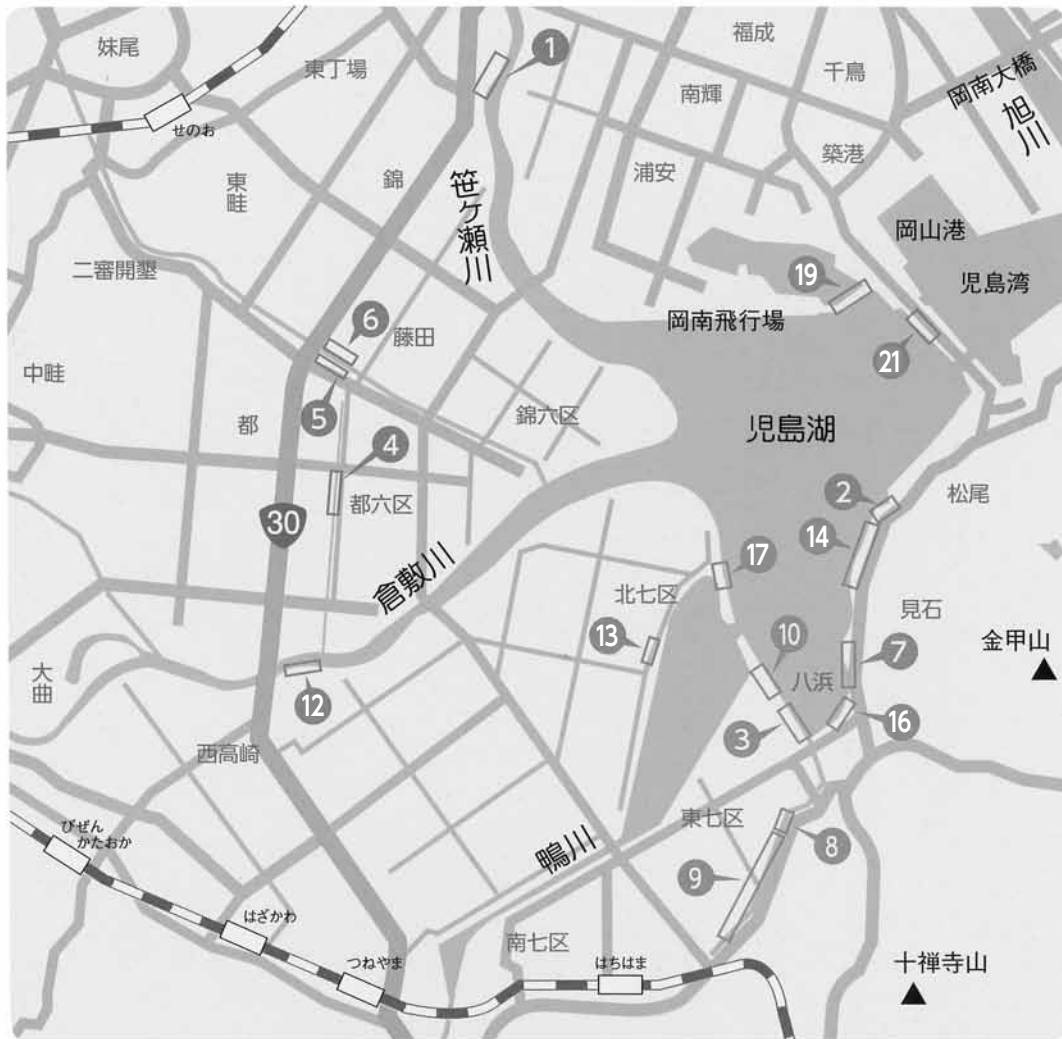 妹尾
東丁場
1
福成
千鳥
岡南大橋
旭川
せのお
南輝
築港
東畦
錦
笹ヶ瀬川
浦安
岡山港
二審開墾
19
児島湾
6
藤田
岡南飛行場
21
中畦
5
都
錦六区
児島湖
4
都六区
2
松尾
30
14
倉敷川
17
北七区
見石
13
10
金甲山
大曲
12
八浜
7
16
3
西高崎
びぜん
かたおか
東七区
8
鴨川
9
はざかわ
つねやま
南七区
はちはま
十禅寺山